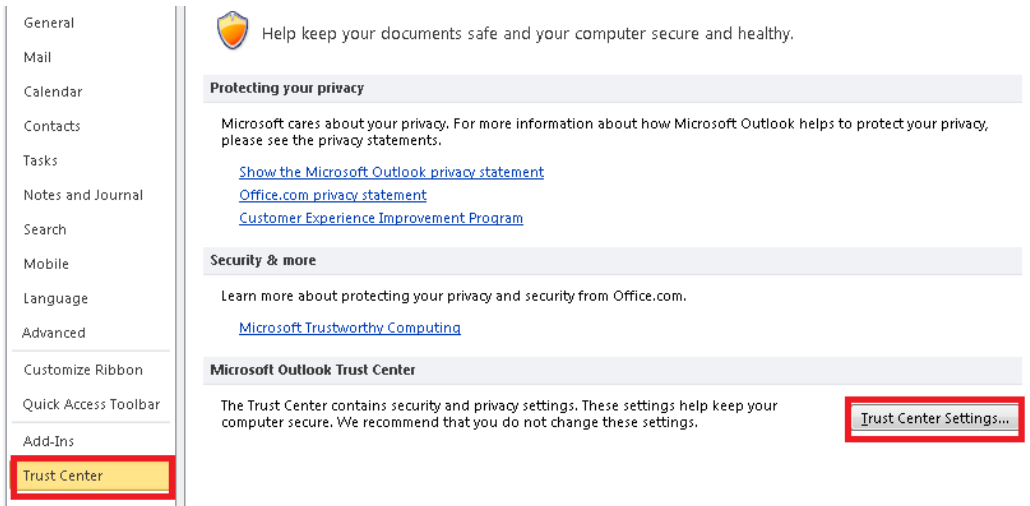 General
Mail
Calendar
Contacts
Tasks
Notes and Journal
Search
Mobile
Language
Advanced
Customize Ribbon
Quick Access Toolbar
Add-Ins
Trust Center
Help keep your documents safe and your computer secure and healthy.
Protecting your privacy
Microsoft cares about your privacy. For more information about how Microsoft Outlook helps to protect your privacy,
please see the privacy statements.
Show the Microsoft Outlook privacy statement
Office.com privacy statement
Customer Experience Improvement Program
Security & more
Learn more about protecting your privacy and security from Office.com.
Microsoft Trustworthy Computing
Microsoft Outlook Trust Center
The Trust Center contains security and privacy settings. These settings help keep your
computer secure. We recommend that you do not change these settings.
Trust Center Settings...